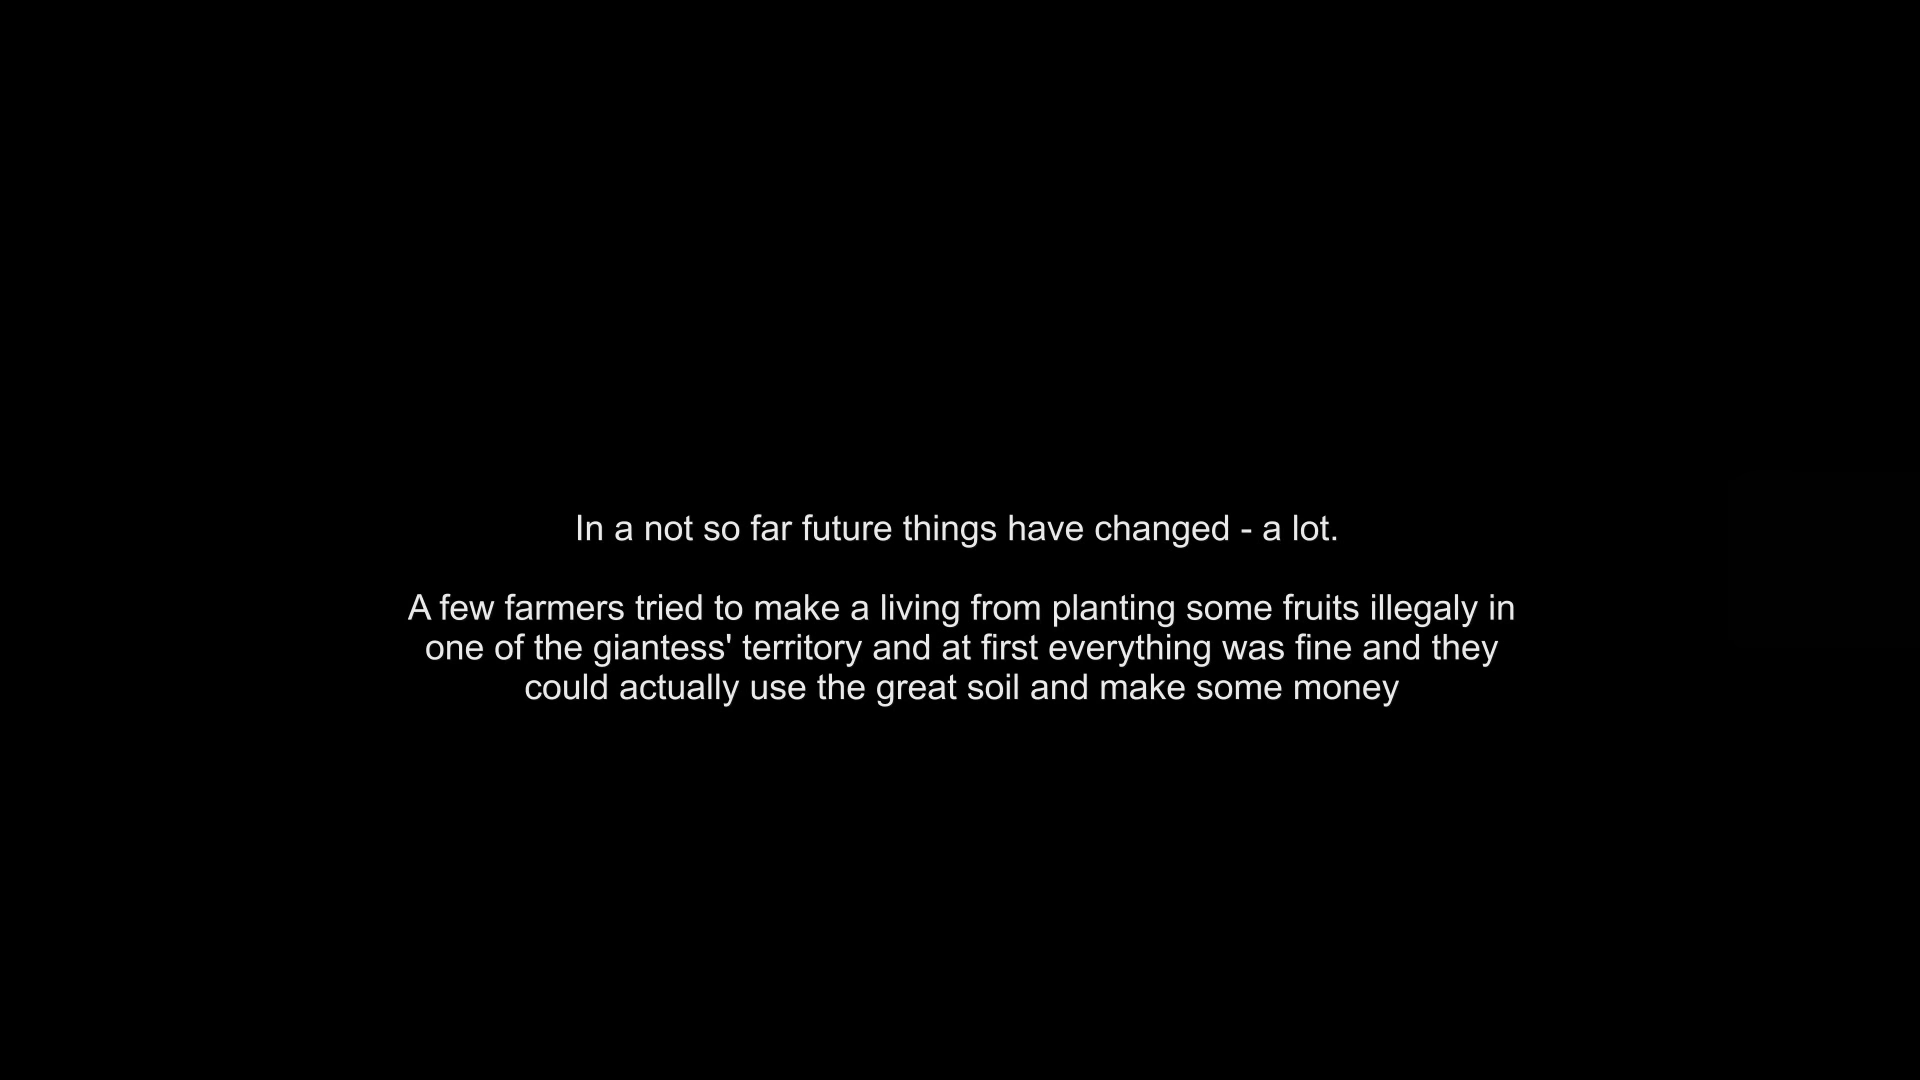 In a not so far future things have changed - a lot.
A few farmers tried to make a living from planting some fruits illegaly in
one of the giantess' territory and at first everything was fine and they
could actually use the great soil and make some money